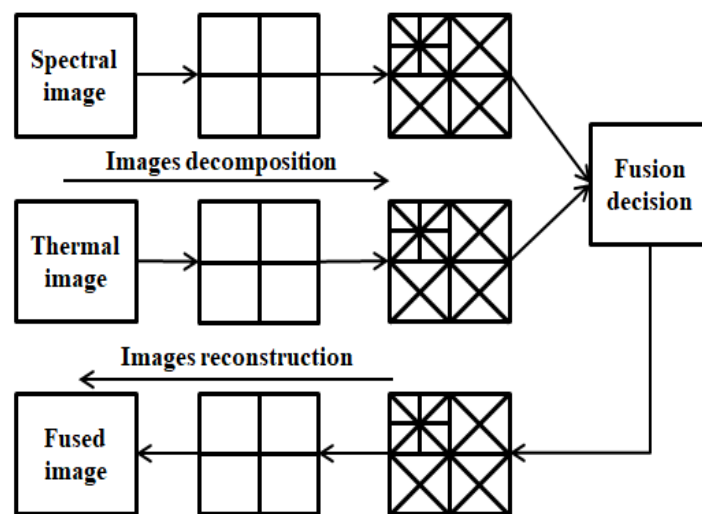 Spectral
image
Images decomposition
Fusion
decision
Thermal
image
Images reconstruction
Fused
image